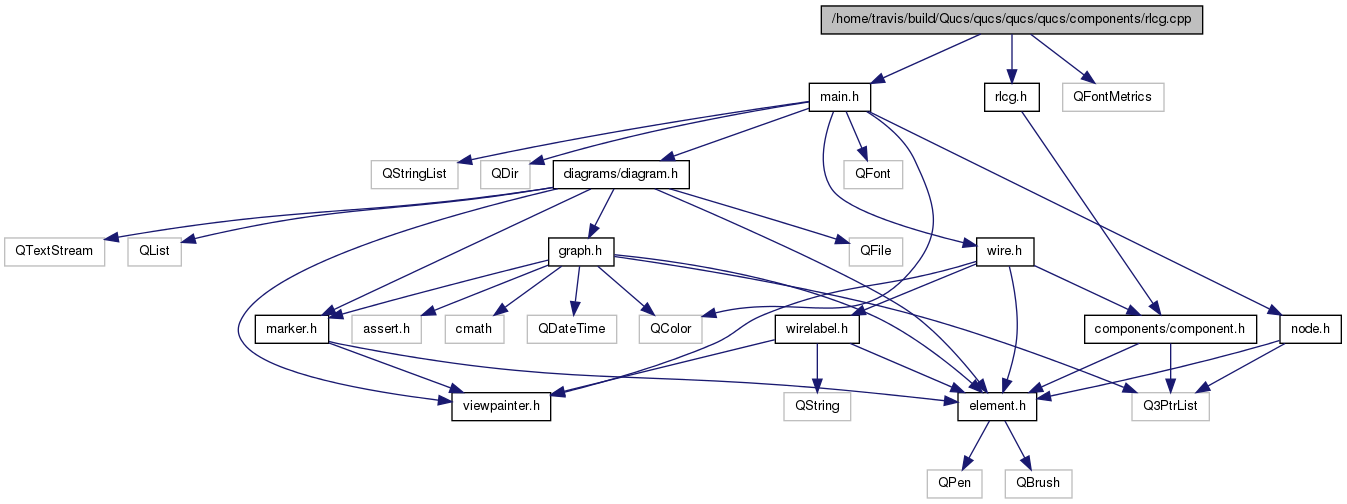 /home/travis/build/Qucs/qucs/qucs/qucs/components/rlcg.cpp
main.h
rlcg.h
QFontMetrics
QStringList
QDir
diagrams/diagram.h
QFont
QTextStream
QList
graph.h
QFile
wire.h
marker.h
assert.h
cmath
QDateTime
QColor
wirelabel.h
components/component.h
node.h
viewpainter.h
QString
element.h
Q3PtrList
QPen
QBrush